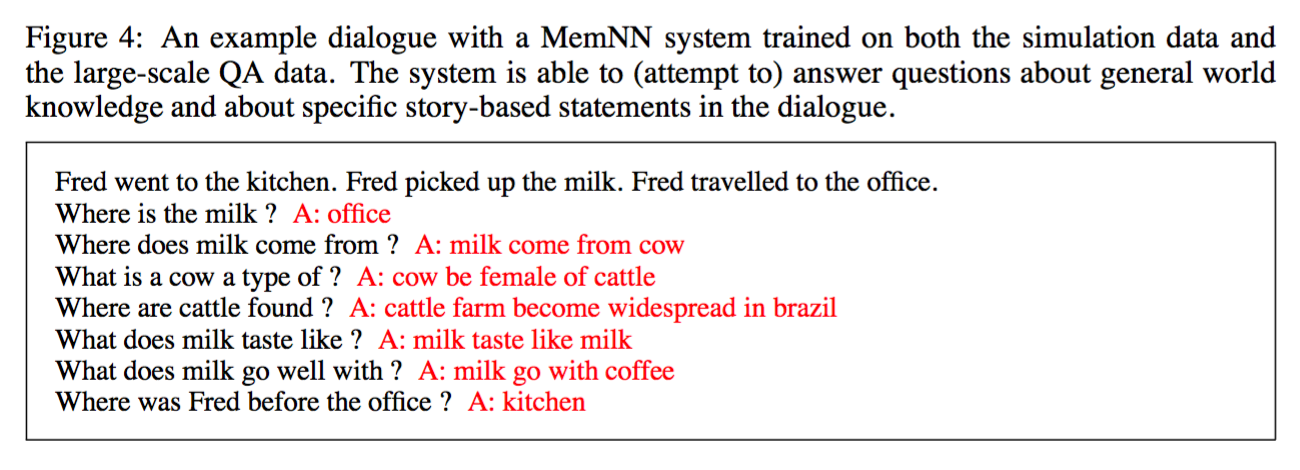 Figure 4: An example dialogue with a MemNN system trained on both the simulation data and
the large-scale QA data. The system is able to (attempt to) answer questions about general world
knowledge and about specific story-based statements in the dialogue.
Fred went to the kitchen. Fred picked up the milk. Fred travelled to the office.
Where is the milk ? A: office
Where does milk come from ? A: milk come from cow
What is a cow a type of ? A: cow be female of cattle
Where are cattle found ? A: cattle farm become widespread in brazil
What does milk taste like ? A: milk taste like milk
What does milk go well with ? A: milk go with coffee
Where was Fred before the office ? A: kitchen